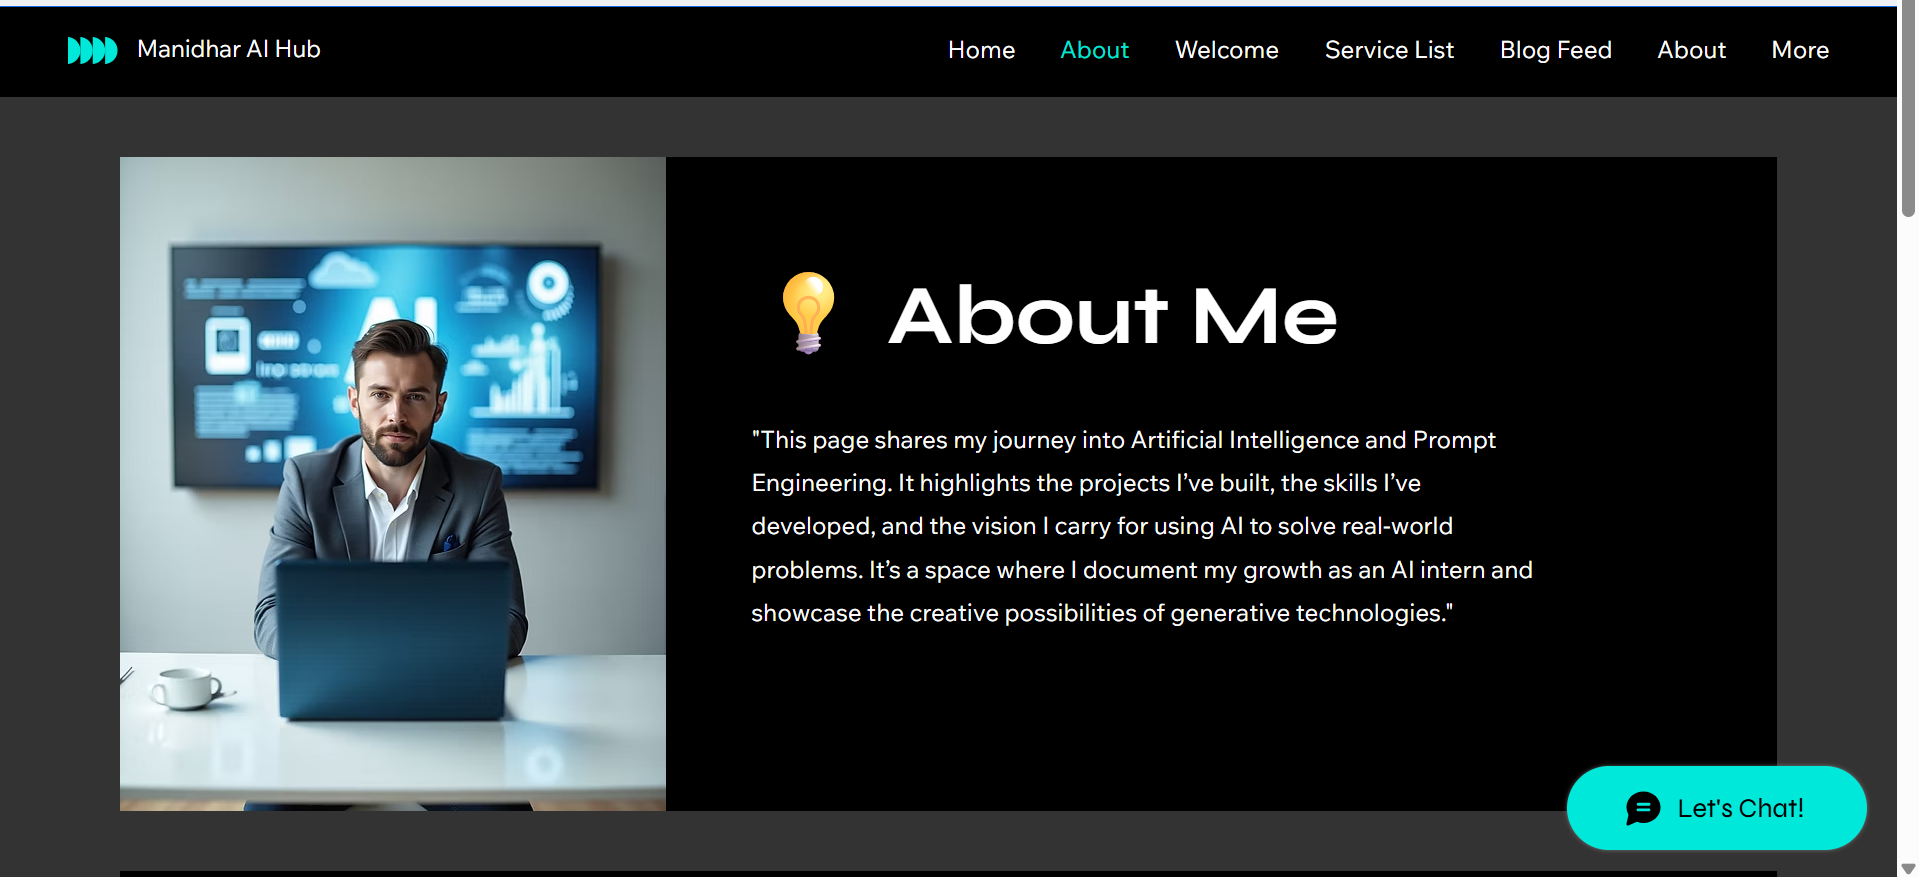 Manidhar AI Hub
Home About Welcome Service List Blog Feed About More
AI
About Me
"This page shares my journey into Artificial Intelligence and Prompt
Engineering. It highlights the projects I’ve built, the skills I’ve
developed, and the vision I carry for using AI to solve real-world
problems. It’s a space where I document my growth as an AI intern and
showcase the creative possibilities of generative technologies."
Let's Chat!